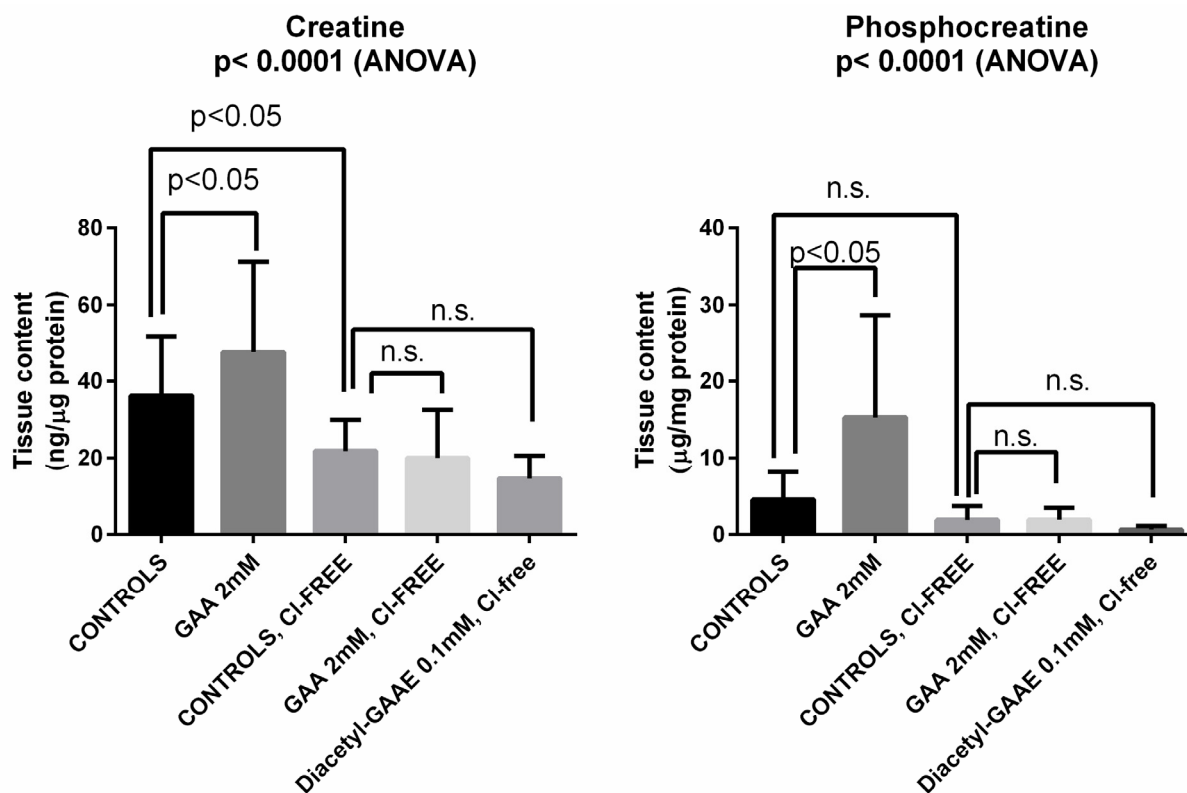 Creatine
p< 0.0001 (ANOVA)
p<0.05
p<0.05
n.s.
n.s.
80
60
40
20
0
Tissue content
(ng/µg protein)
CONTROLS
GAA 2mM
CONTROLS, Cl-FREE
GAA 2mM, Cl-FREE
Diacetyl-GAAE 0.1mM, Cl-free
Phosphocreatine
p< 0.0001 (ANOVA)
n.s.
p<0.05
n.s.
n.s.
40
30
20
10
0
Tissue content
(µg/mg protein)
CONTROLS
GAA 2mM
CONTROLS, Cl-FREE
GAA 2mM, Cl-FREE
Diacetyl-GAAE 0.1mM, Cl-free